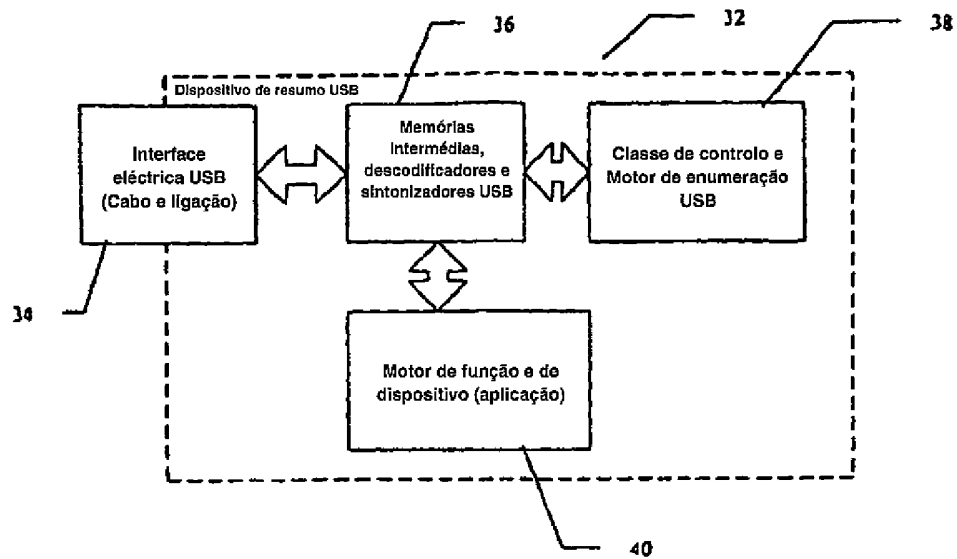 36
32
38
Dispositivo de resumo USB
Interface
eléctrica USB
(Cabo e ligação)
Memórias
Intermédias,
descodificadores e
sintonizadores USB
Classe de controlo e
Motor de enumeração
USB
34
Motor de função e de
dispositivo (aplicação)
40